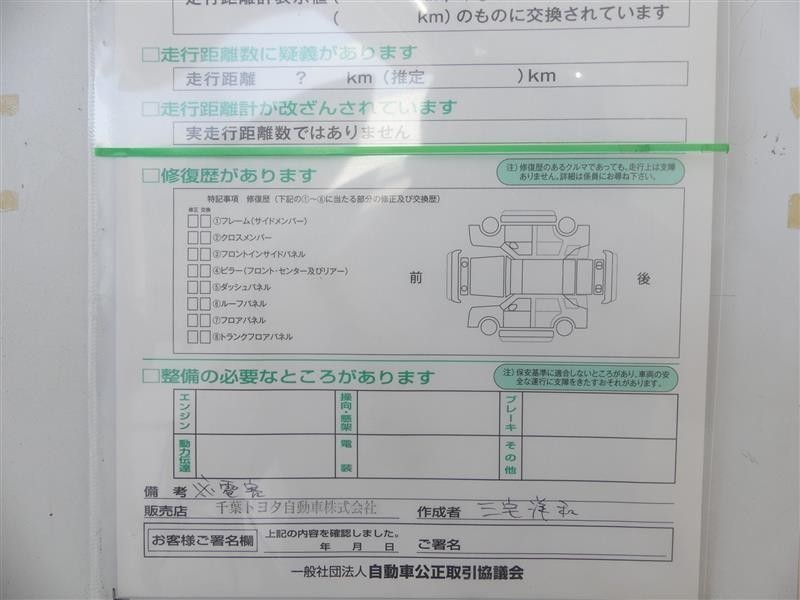 走行距離計表示値(
( km)のものに交換されています
□走行距離数に疑義があります
走行距離 ? km(推定 )km
□走行距離計が改ざんされています
実走行距離数ではありません
□修復歴があります
注)修復歴のあるクルマであっても、走行上は支障
ありません。詳細は係員にお尋ね下さい。
特記事項 修復歴(下記の①~⑧に当たる部分の修正及び交換歴)
修正 交換
①フレーム(サイドメンバー)
②クロスメンバー
③フロントインサイドパネル
④ピラー(フロント・センター及びリアー)
⑤ダッシュパネル
⑥ルーフパネル
⑦フロアパネル
⑧トランクフロアパネル
前
後
□整備の必要なところがあります
注)保安基準に適合しないところがあり、車両の安
全な運行に支障をきたすおそれがあります。
エンジン
操向・懸架
ブレーキ
動力伝達
電装
その他
備考
販売店 千葉トヨタ自動車株式会社 作成者 三宅洋和
お客様ご署名欄
上記の内容を確認しました。
年 月 日 ご署名
一般社団法人 自動車公正取引協議会